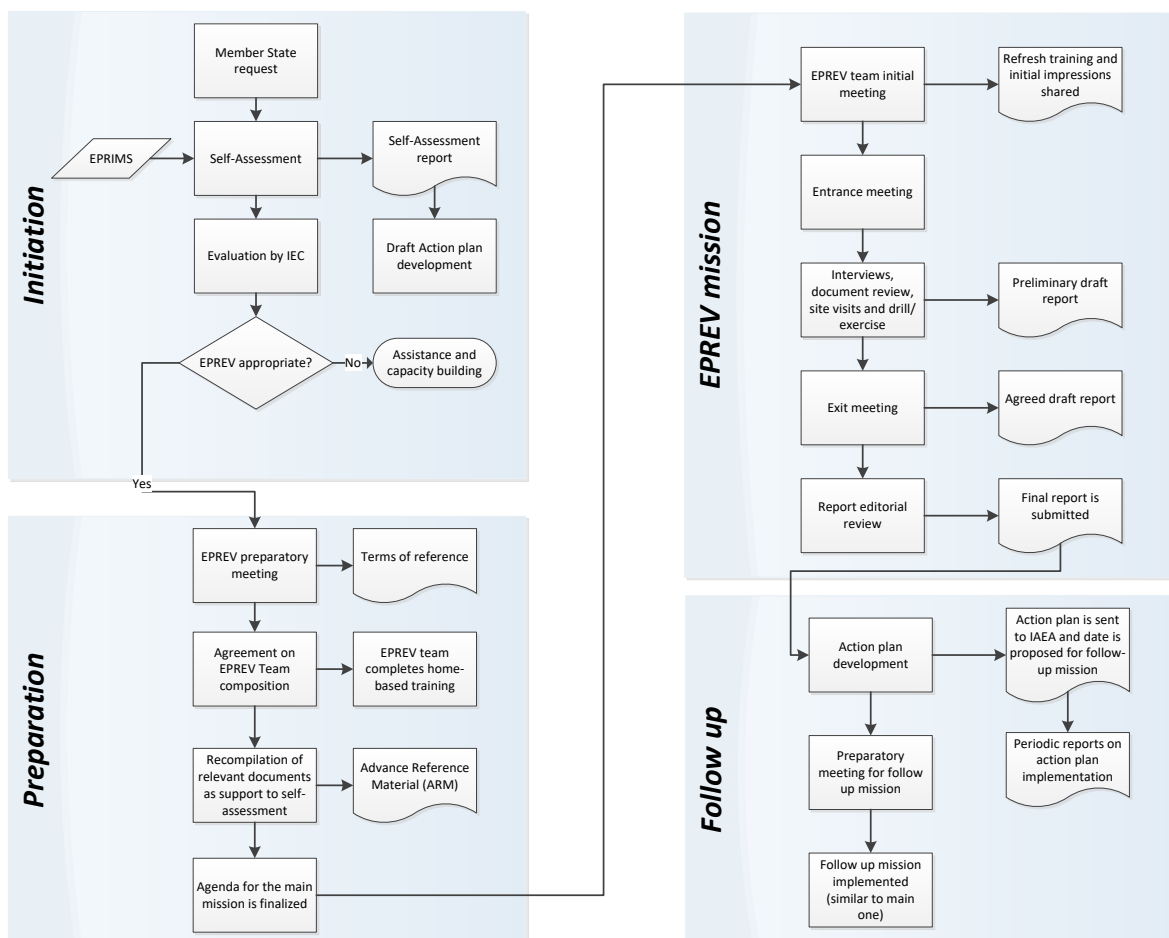 Initiation
Member State
request
EPRIMS
Self-Assessment
Self-Assessment
report
Evaluation by IEC
Draft Action plan
development
EPREV appropriate?
No
Assistance and
capacity building
Yes
Preparation
EPREV preparatory
meeting
Terms of reference
Agreement on
EPREV Team
composition
EPREV team
completes home-
based training
Recompilation of
relevant documents
as support to self-
assessment
Advance Reference
Material (ARM)
Agenda for the main
mission is finalized
EPREV mission
EPREV team initial
meeting
Refresh training and
initial impressions
shared
Entrance meeting
Interviews,
document review,
site visits and drill/
exercise
Preliminary draft
report
Exit meeting
Agreed draft report
Report editorial
review
Final report is
submitted
Follow up
Action plan
development
Action plan is sent
to IAEA and date is
proposed for follow-
up mission
Preparatory
meeting for follow
up mission
Periodic reports on
action plan
implementation
Follow up mission
implemented
(similar to main
one)